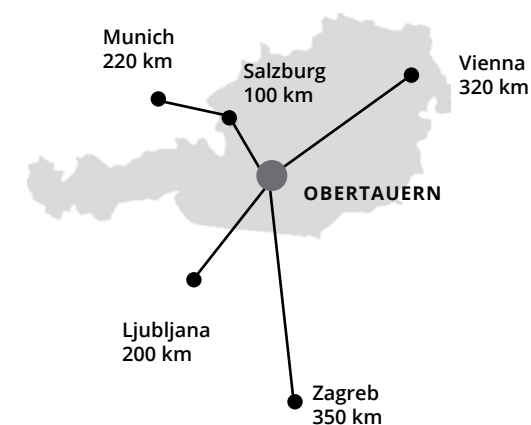 Munich
220 km
Salzburg
100 km
Vienna
320 km
OBERTAUERN
Ljubljana
200 km
Zagreb
350 km